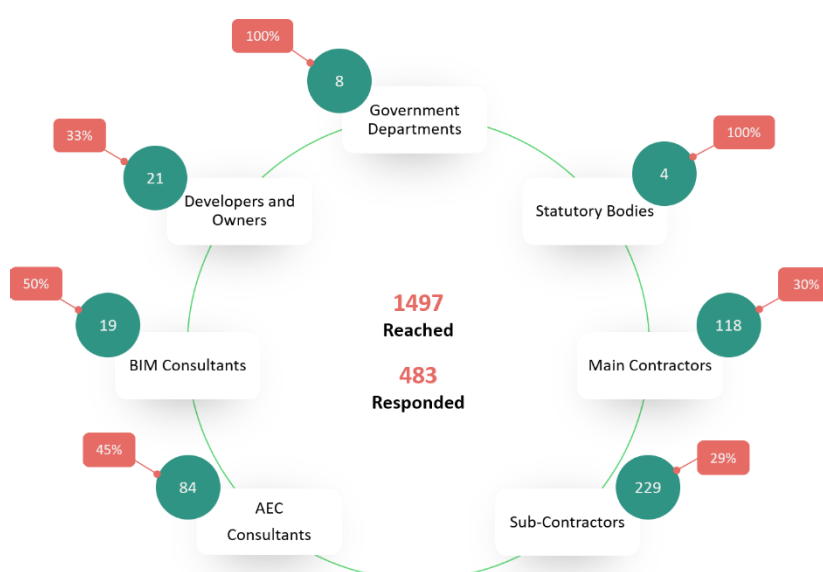 100%
8
Government
Departments
33%
21
Developers and
Owners
100%
4
Statutory Bodies
50%
19
BIM Consultants
1497
Reached
483
Responded
30%
118
Main Contractors
45%
84
AEC
Consultants
29%
229
Sub-Contractors